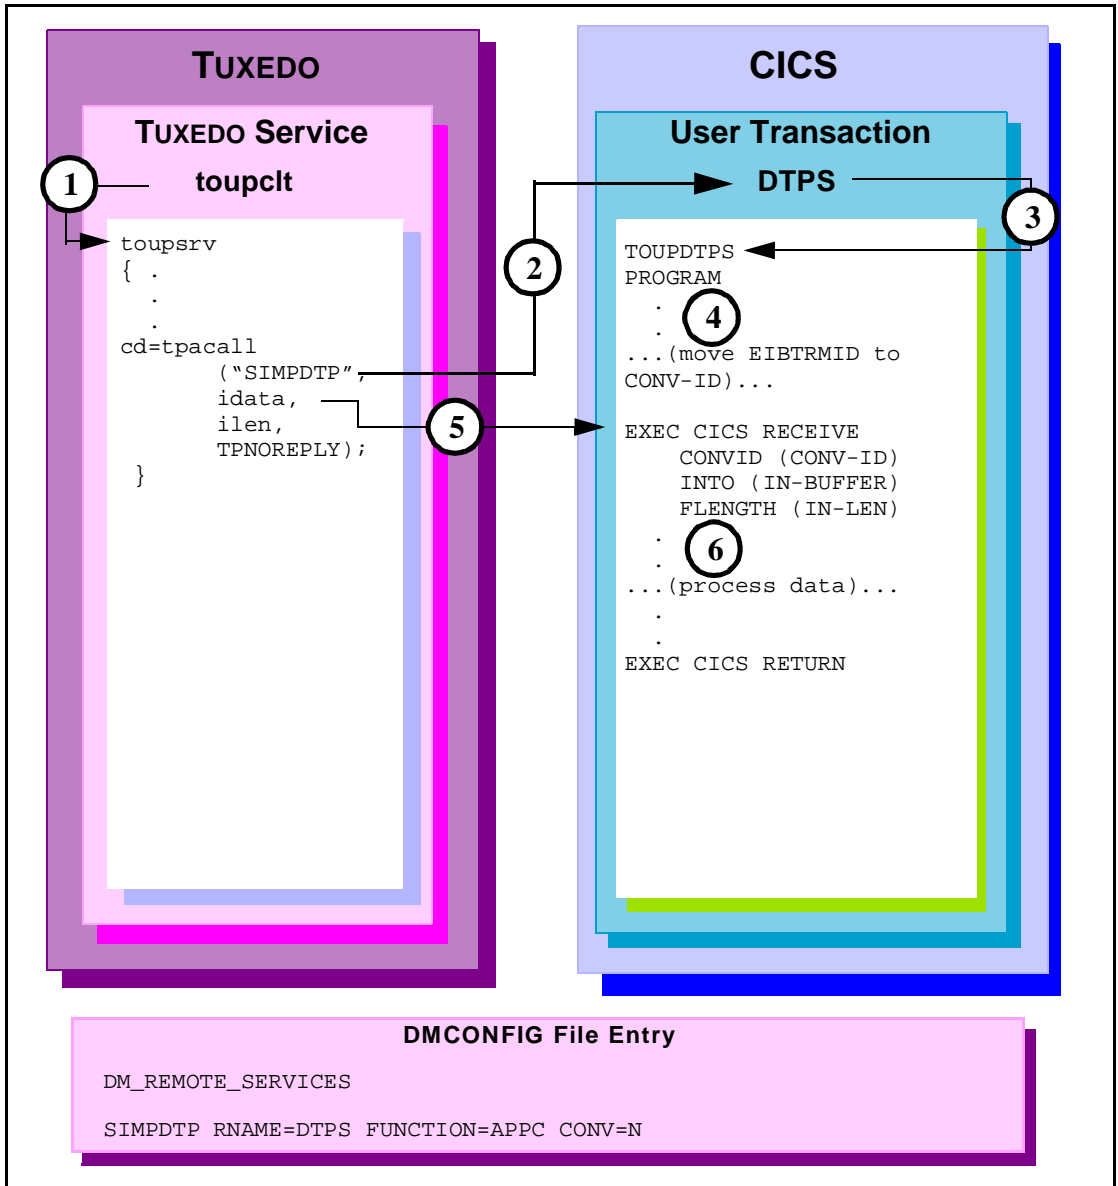 TUXEDO
TUXEDO Service
toupclt
1
toupsrv
{ .
.
.
cd=tpacall
("SIMPDTP",
idata,
ilen,
TPNOREPLY);
}
2
5
CICS
User Transaction
DTPS
3
TOUPDTPS
PROGRAM
.
.
4
...(move EIBTRMID to
CONV-ID)...
EXEC CICS RECEIVE
CONVID (CONV-ID)
INTO (IN-BUFFER)
FLENGTH (IN-LEN)
.
.
6
...(process data)...
.
.
EXEC CICS RETURN
DMCONFIG File Entry
DM_REMOTE_SERVICES
SIMPDTP RNAME=DTPS FUNCTION=APPC CONV=N